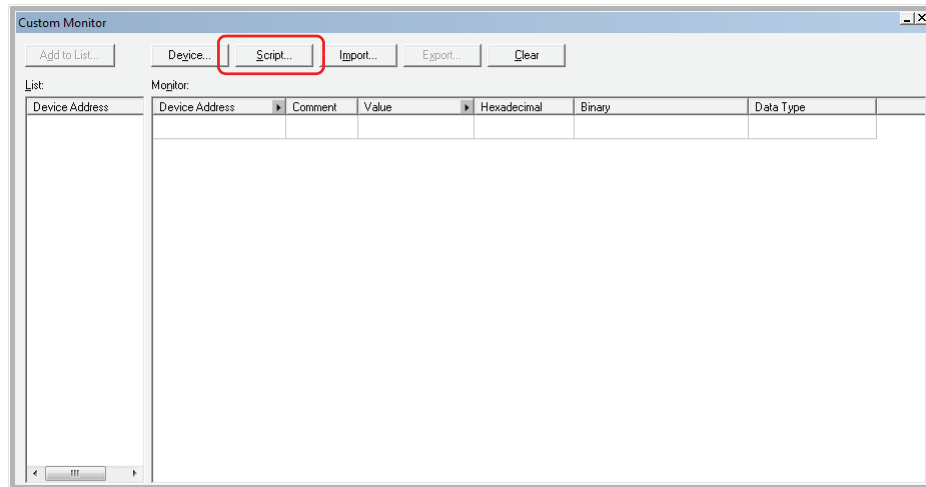 Custom Monitor
Add to List... Device... Script... Import... Export... Clear
List: Monitor:
Device Address Device Address Comment Value Hexadecimal Binary Data Type